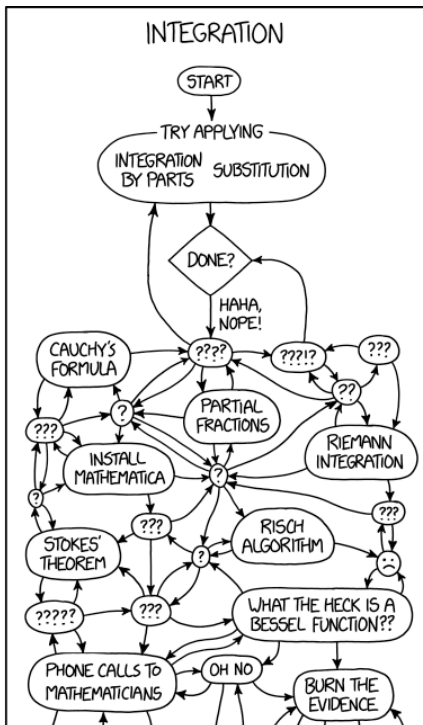 INTEGRATION
START
TRY APPLYING
INTEGRATION
BY PARTS
SUBSTITUTION
DONE?
HAHA,
NOPE!
CAUCHY'S
FORMULA
????
???!?
???
??
?
PARTIAL
FRACTIONS
???
RIEMANN
INTEGRATION
INSTALL
MATHEMATICA
?
?
???
???
RISCH
ALGORITHM
STOKES'
THEOREM
?
?????
???
WHAT THE HECK IS A
BESSEL FUNCTION??
PHONE CALLS TO
MATHEMATICIANS
OH NO
BURN THE
EVIDENCE